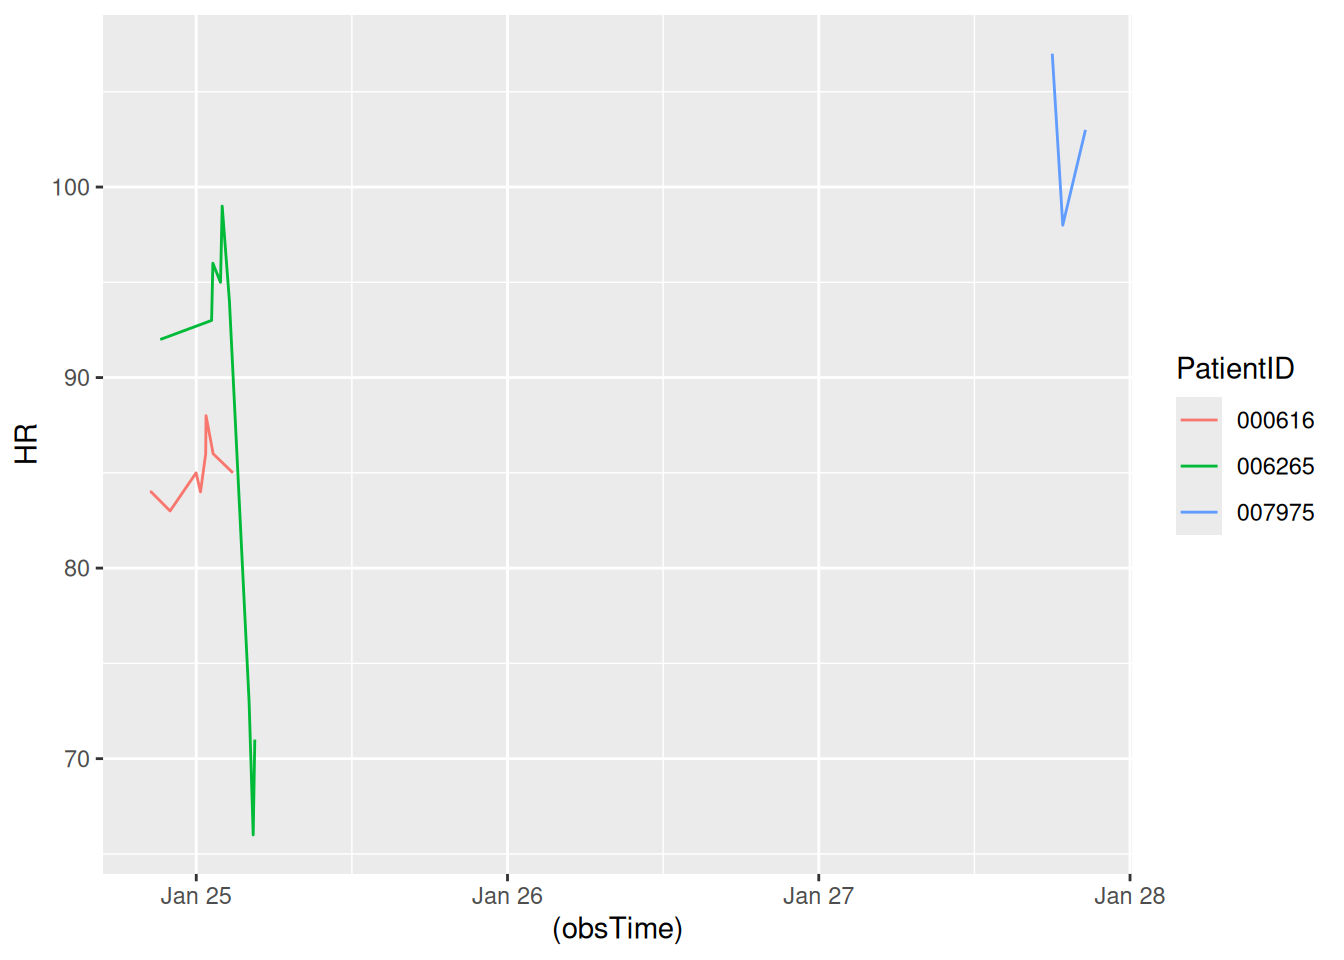 HR
100
90
80
70
Jan 25
Jan 26
Jan 27
Jan 28
(obsTime)
PatientID
000616
006265
007975